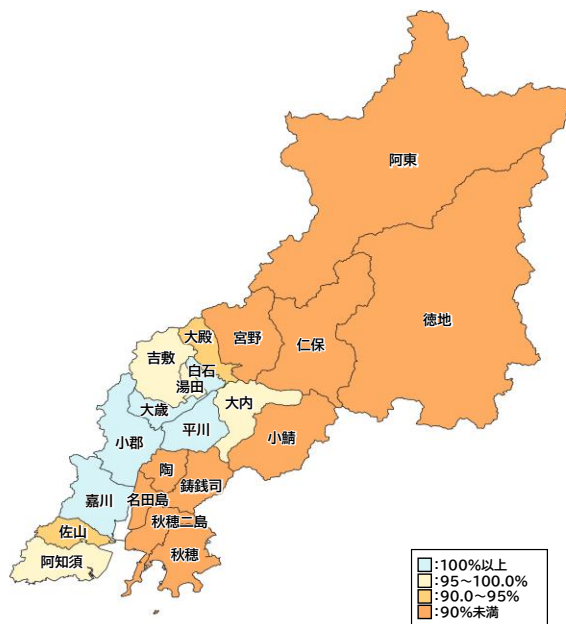 阿東
徳地
大殿
宮野
仁保
吉敷
白石
湯田
大内
大歳
小郡
平川
小鯖
陶
鋳銭司
嘉川
名田島
秋穂二島
佐山
秋穂
阿知須
:100%以上
:95～100.0%
:90.0～95%
:90%未満